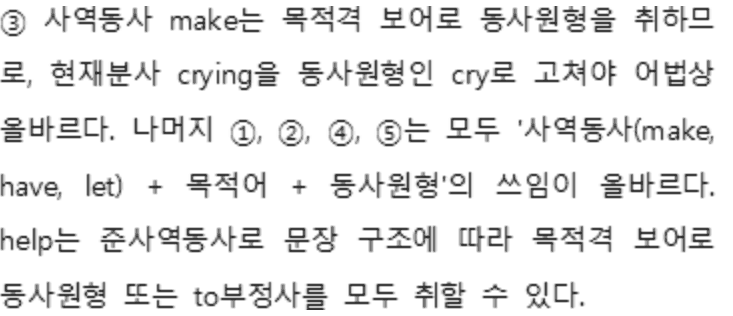 ③ 사역동사 make는 목적격 보어로 동사원형을 취하므
로, 현재분사 crying을 동사원형인 cry로 고쳐야 어법상
올바르다. 나머지 ①, ②, ④, ⑤는 모두 '사역동사(make,
have, let) + 목적어 + 동사원형'의 쓰임이 올바르다.
help는 준사역동사로 문장 구조에 따라 목적격 보어로
동사원형 또는 to부정사를 모두 취할 수 있다.